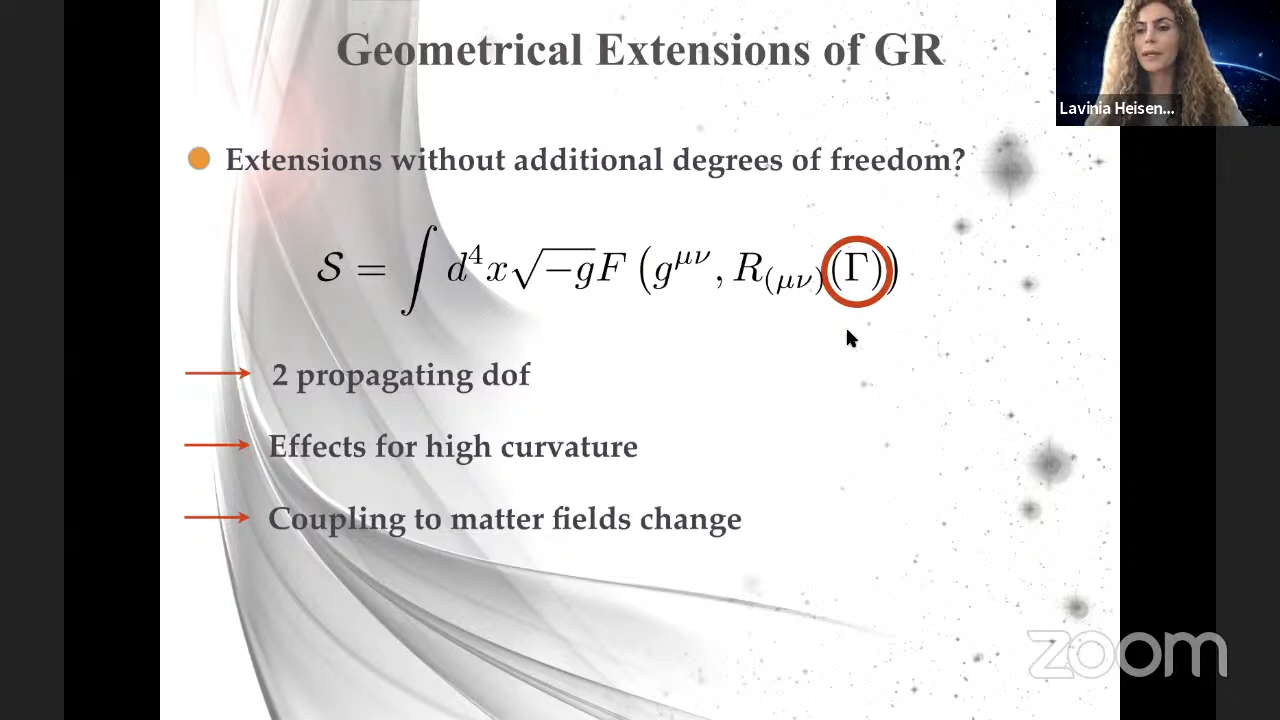 Geometrical Extensions of GR
Lavinia Heisen...
Extensions without additional degrees of freedom?
𝒮 = ∫ d⁴x√−g F (g^{μν}, R_{(μν)}(Γ))
2 propagating dof
Effects for high curvature
Coupling to matter fields change
zoom